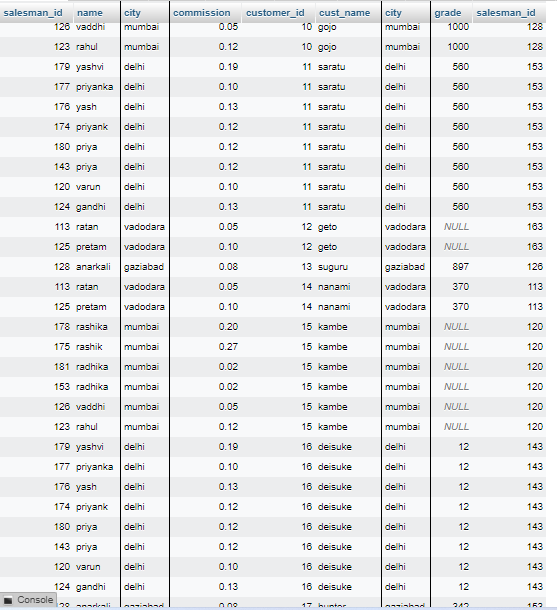 salesman_id name city commission customer_id cust_name city grade salesman_id
126 vaddhi mumbai 0.05 10 gojo mumbai 1000 128
123 rahul mumbai 0.12 10 gojo mumbai 1000 128
179 yashvi delhi 0.19 11 saratu delhi 560 153
177 priyanka delhi 0.10 11 saratu delhi 560 153
176 yash delhi 0.13 11 saratu delhi 560 153
174 priyank delhi 0.12 11 saratu delhi 560 153
180 priya delhi 0.12 11 saratu delhi 560 153
143 priya delhi 0.12 11 saratu delhi 560 153
120 varun delhi 0.10 11 saratu delhi 560 153
124 gandhi delhi 0.13 11 saratu delhi 560 153
113 ratan vadodara 0.05 12 geto vadodara NULL 163
125 pretam vadodara 0.10 12 geto vadodara NULL 163
128 anarkali gaziabad 0.08 13 suguru gaziabad 897 126
113 ratan vadodara 0.05 14 nanami vadodara 370 113
125 pretam vadodara 0.10 14 nanami vadodara 370 113
178 rashika mumbai 0.20 15 kambe mumbai NULL 120
175 rashik mumbai 0.27 15 kambe mumbai NULL 120
181 radhika mumbai 0.02 15 kambe mumbai NULL 120
153 radhika mumbai 0.02 15 kambe mumbai NULL 120
126 vaddhi mumbai 0.05 15 kambe mumbai NULL 120
123 rahul mumbai 0.12 15 kambe mumbai NULL 120
179 yashvi delhi 0.19 16 deisuke delhi 12 143
177 priyanka delhi 0.10 16 deisuke delhi 12 143
176 yash delhi 0.13 16 deisuke delhi 12 143
174 priyank delhi 0.12 16 deisuke delhi 12 143
180 priya delhi 0.12 16 deisuke delhi 12 143
143 priya delhi 0.12 16 deisuke delhi 12 143
120 varun delhi 0.10 16 deisuke delhi 12 143
124 gandhi delhi 0.13 16 deisuke delhi 12 143
Console